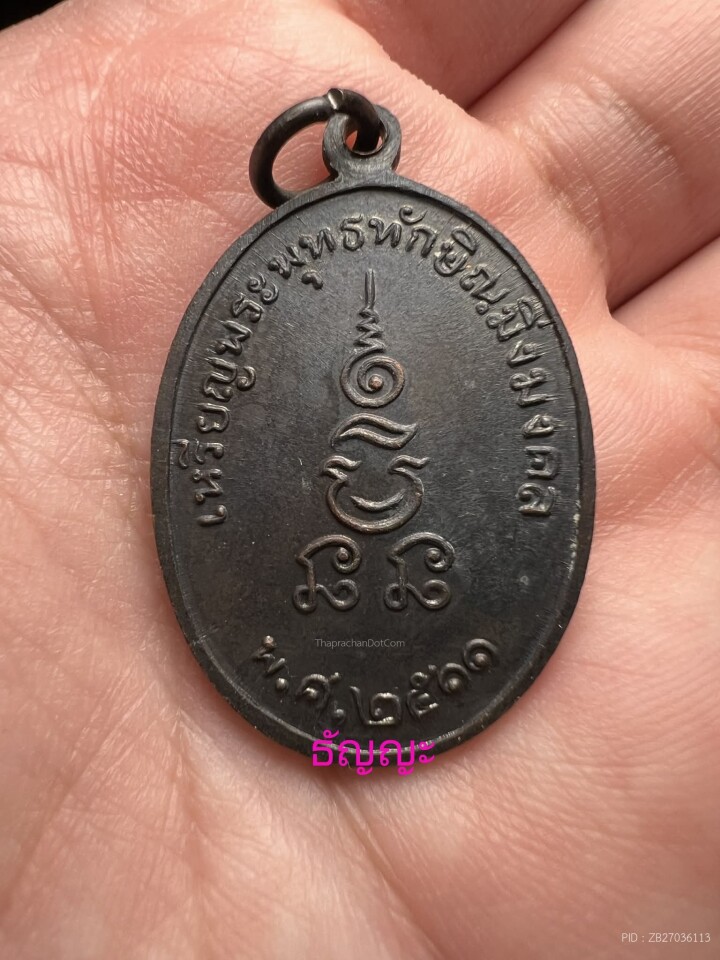 เหรียญพระพุทธทักษิณมิ่งมงคล
พ.ศ.๒๕๑๑
ThaprachanDotCom
ธัญญะ
PID : ZB27036113